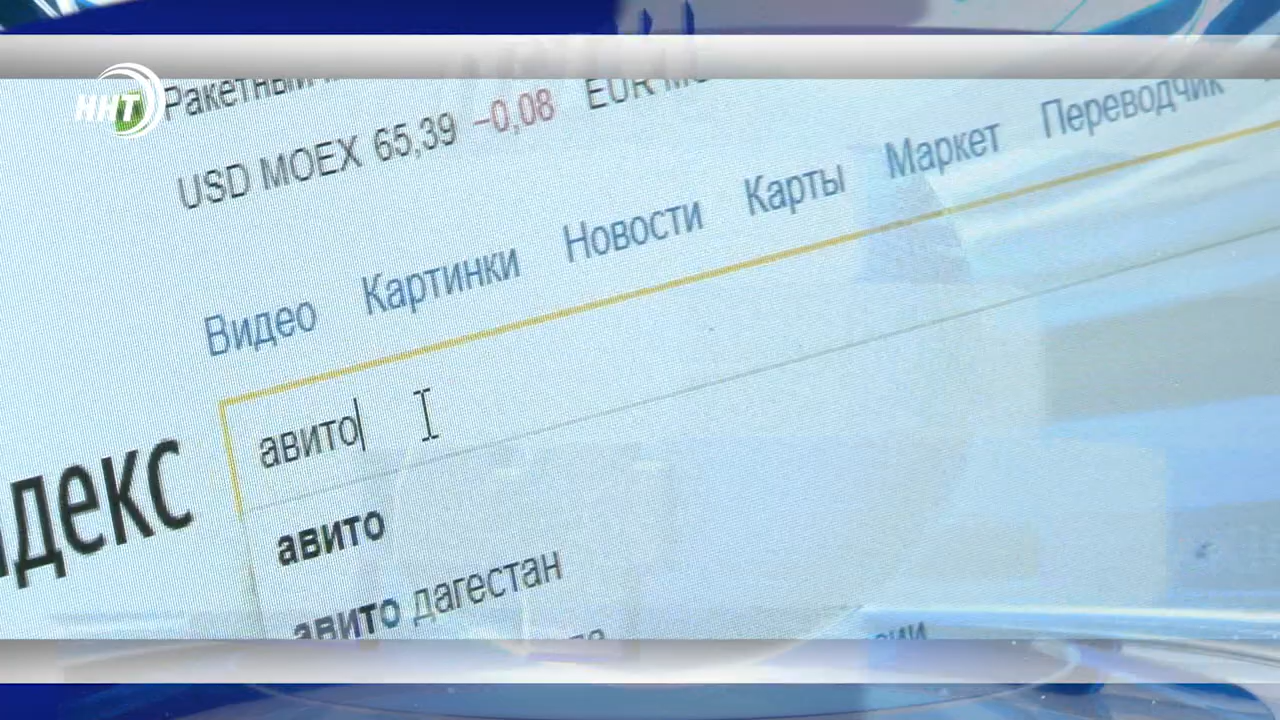 ННТ
Ракетный
USD MOEX 65,39 −0,08 EUR
Видео Картинки Новости Карты Маркет Переводчик
ндекс
авито
авито
авито дагестан